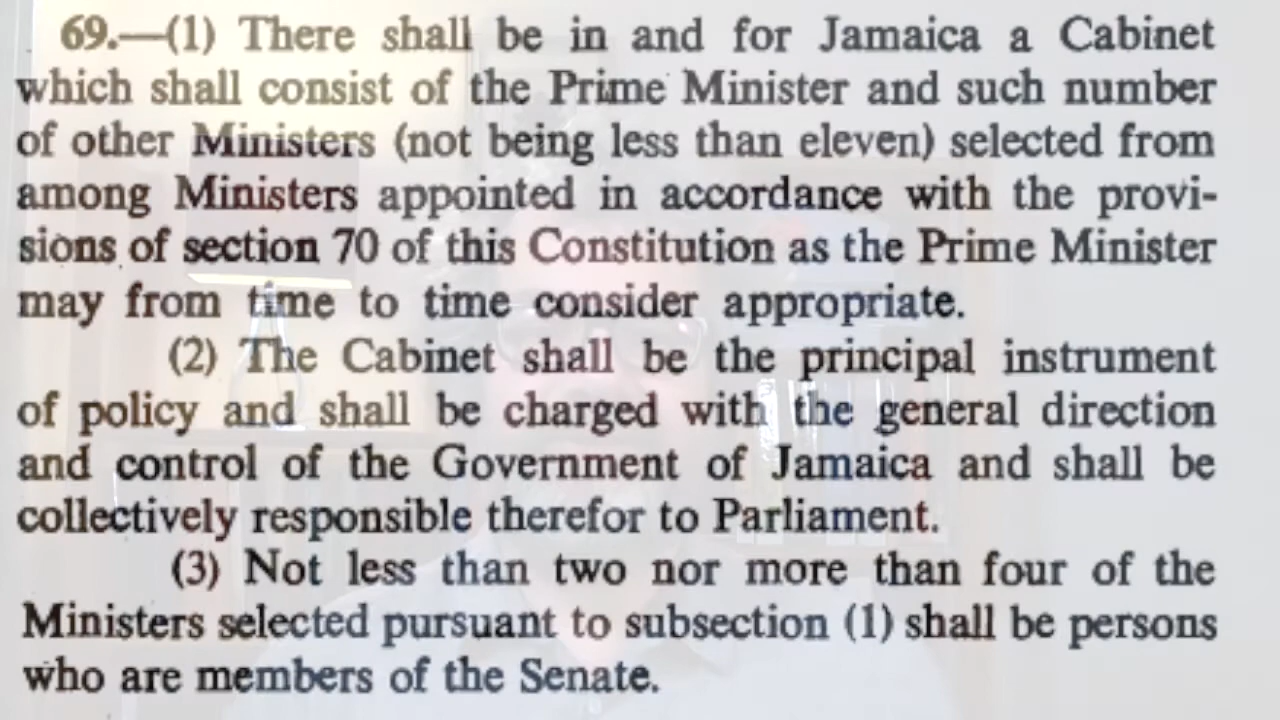 69.—(1) There shall be in and for Jamaica a Cabinet
which shall consist of the Prime Minister and such number
of other Ministers (not being less than eleven) selected from
among Ministers appointed in accordance with the provi-
sions of section 70 of this Constitution as the Prime Minister
may from time to time consider appropriate.
(2) The Cabinet shall be the principal instrument
of policy and shall be charged with the general direction
and control of the Government of Jamaica and shall be
collectively responsible therefor to Parliament.
(3) Not less than two nor more than four of the
Ministers selected pursuant to subsection (1) shall be persons
who are members of the Senate.